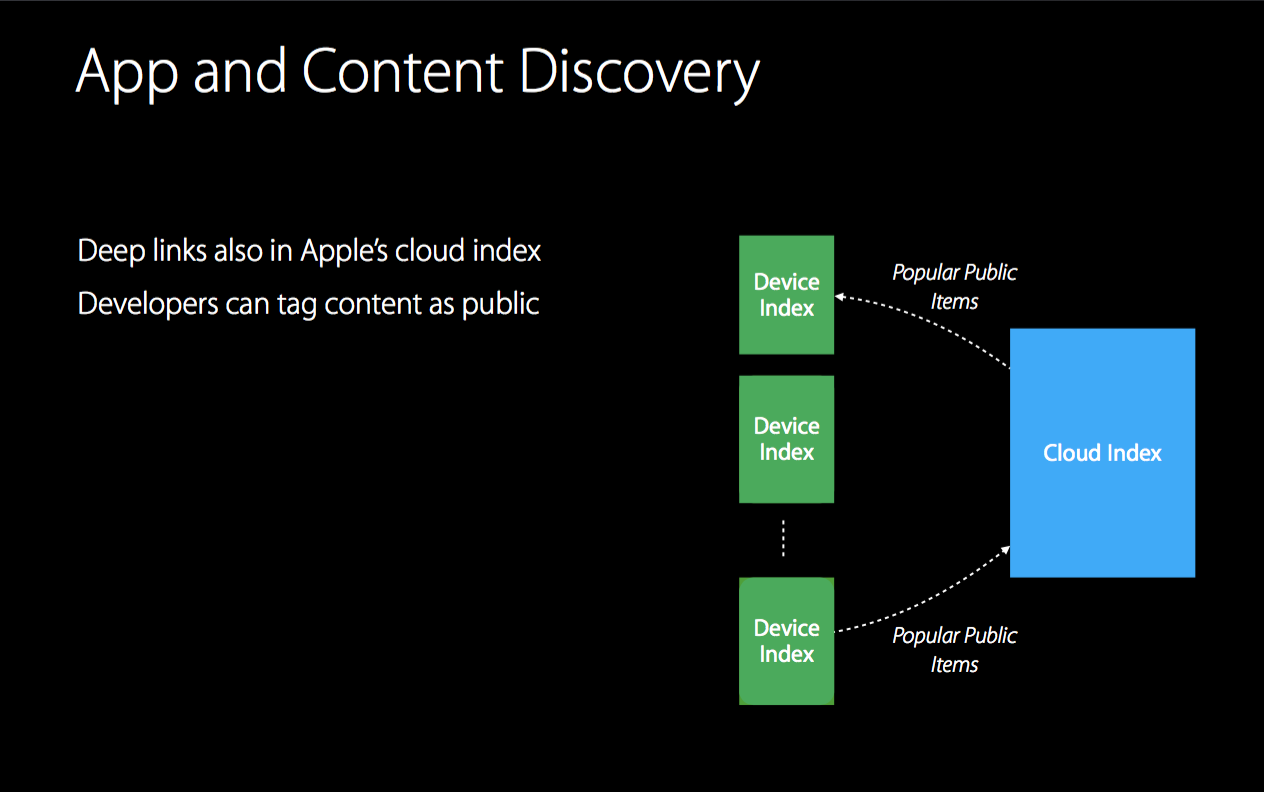 App and Content Discovery
Deep links also in Apple’s cloud index
Developers can tag content as public
Device
Index
Popular Public
Items
Device
Index
Cloud Index
Device
Index
Popular Public
Items